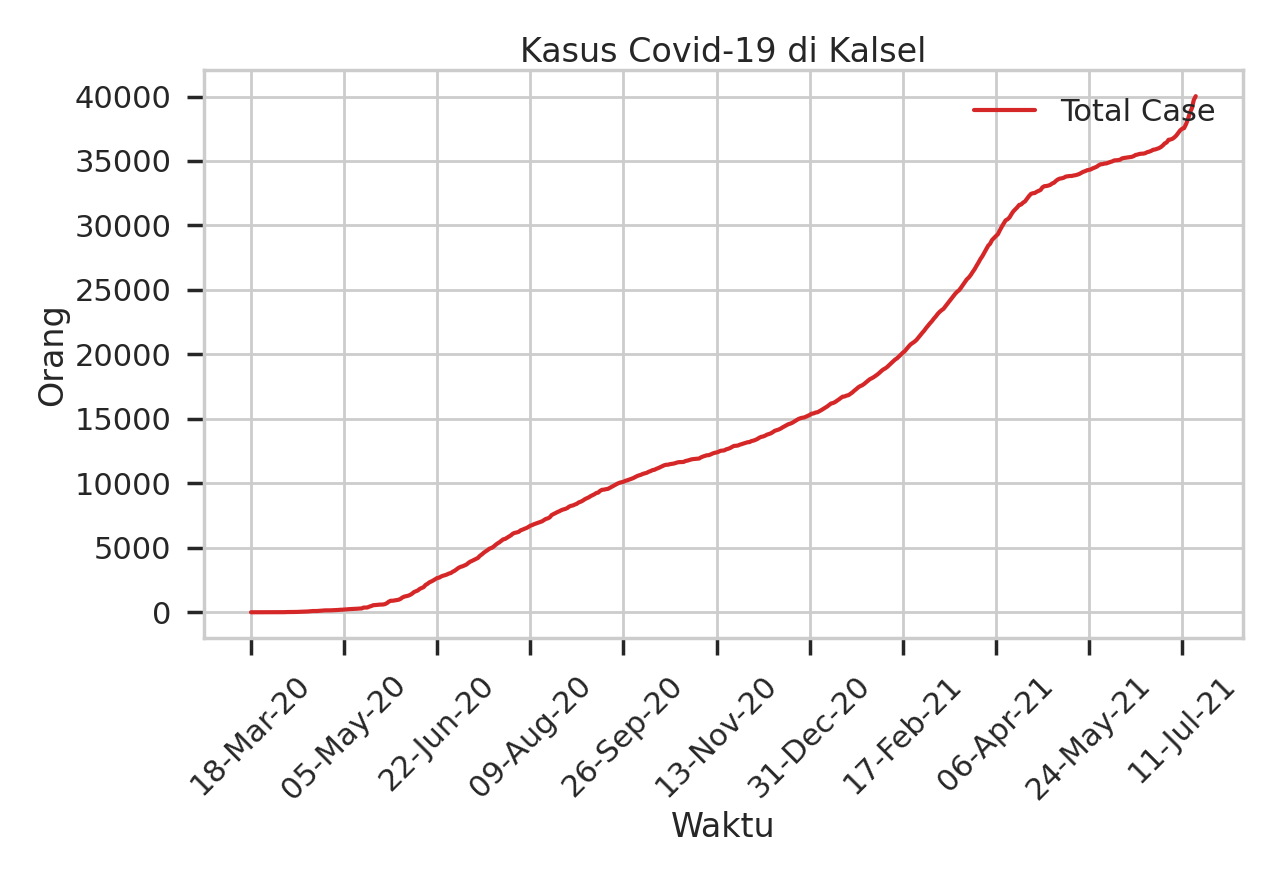 Kasus Covid-19 di Kalsel
Total Case
40000
35000
30000
25000
20000
15000
10000
5000
0
Orang
18-Mar-20
05-May-20
22-Jun-20
09-Aug-20
26-Sep-20
13-Nov-20
31-Dec-20
17-Feb-21
06-Apr-21
24-May-21
11-Jul-21
Waktu